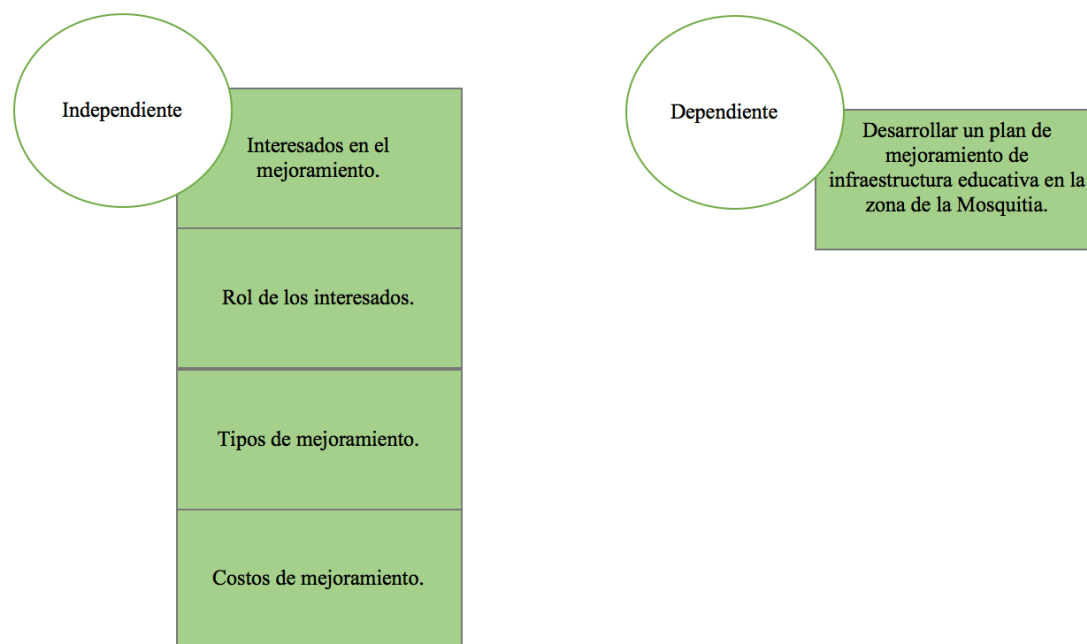 Independiente
Interesados en el
mejoramiento.
Rol de los interesados.
Tipos de mejoramiento.
Costos de mejoramiento.
Dependiente
Desarrollar un plan de
mejoramiento de
infraestructura educativa en la
zona de la Mosquitia.